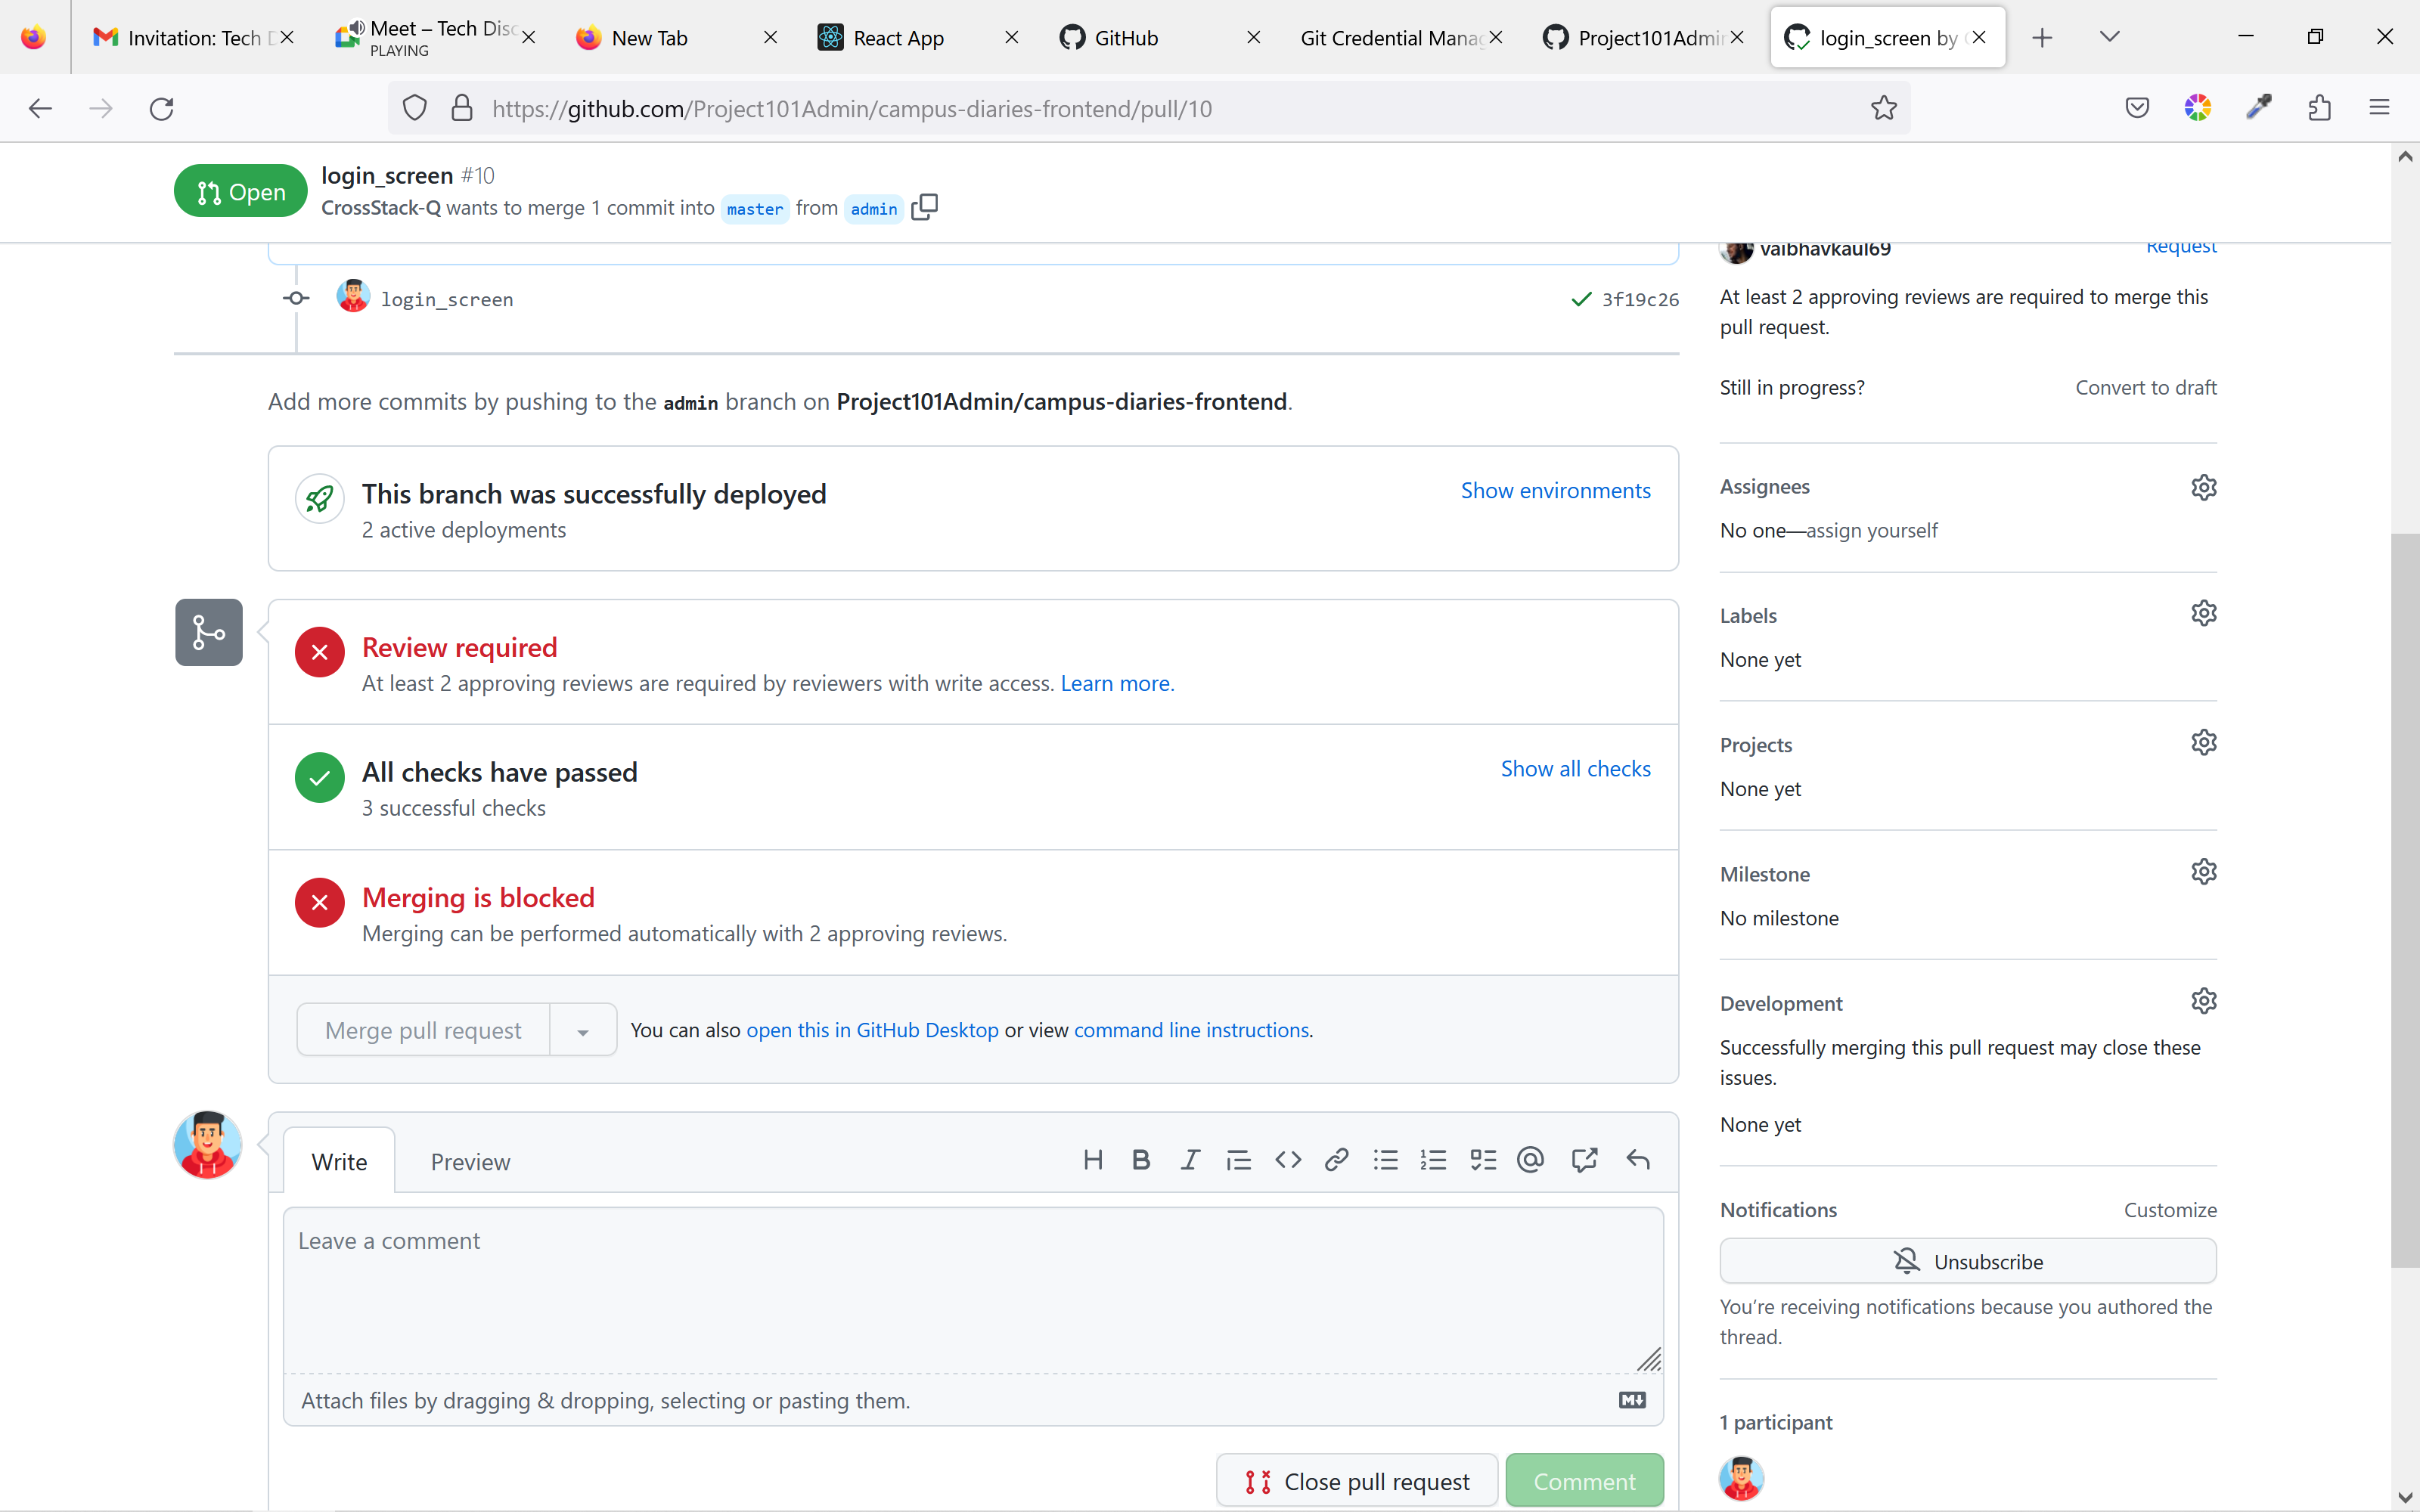 Invitation: Tech D
Meet – Tech Disc
PLAYING
New Tab
React App
GitHub
Git Credential Manag
Project101Admin
login_screen by
https://github.com/Project101Admin/campus-diaries-frontend/pull/10
Open
login_screen #10
CrossStack-Q wants to merge 1 commit into master from admin
vaibhavkaul69
Request
login_screen
3f19c26
At least 2 approving reviews are required to merge this
pull request.
Still in progress?
Convert to draft
Add more commits by pushing to the admin branch on Project101Admin/campus-diaries-frontend.
This branch was successfully deployed
2 active deployments
Show environments
Review required
At least 2 approving reviews are required by reviewers with write access. Learn more.
All checks have passed
3 successful checks
Show all checks
Merging is blocked
Merging can be performed automatically with 2 approving reviews.
Merge pull request
You can also open this in GitHub Desktop or view command line instructions.
Write
Preview
Leave a comment
Attach files by dragging & dropping, selecting or pasting them.
Close pull request
Comment
Assignees
No one—assign yourself
Labels
None yet
Projects
None yet
Milestone
No milestone
Development
Successfully merging this pull request may close these
issues.
None yet
Notifications
Customize
Unsubscribe
You’re receiving notifications because you authored the
thread.
1 participant